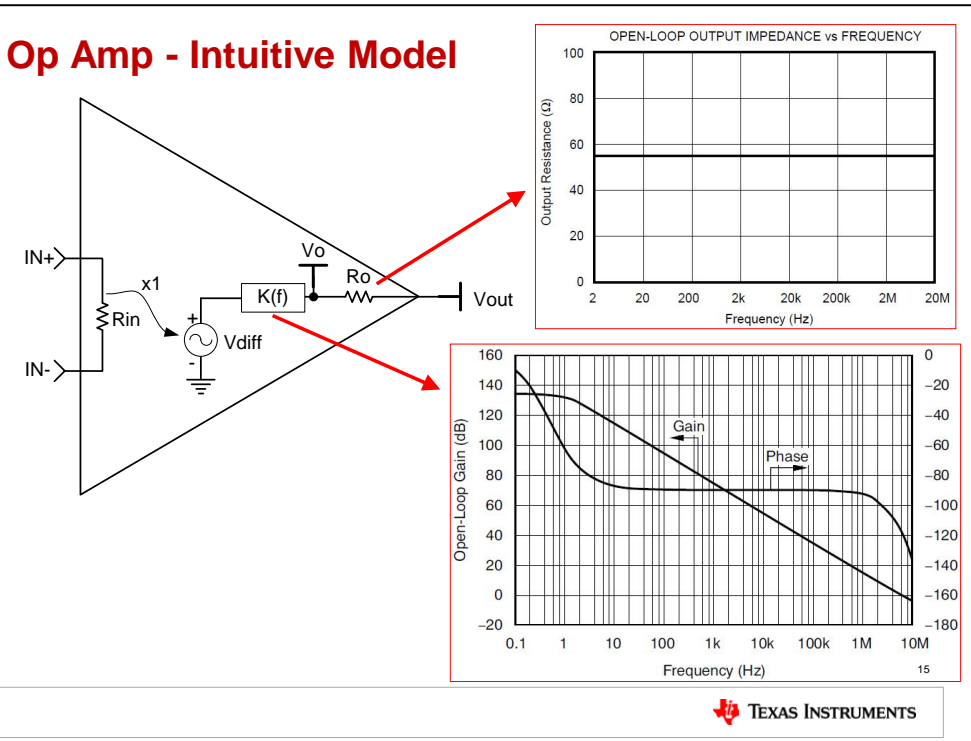 Op Amp - Intuitive Model
IN+
IN-
Rin
x1
+
-
Vdiff
K(f)
Vo
Ro
Vout
OPEN-LOOP OUTPUT IMPEDANCE vs FREQUENCY
Output Resistance (Ω)
100
80
60
40
20
0
2 20 200 2k 20k 200k 2M 20M
Frequency (Hz)
Open-Loop Gain (dB)
160 0
140 −20
120 −40
100 −60
80 −80
60 −100
40 −120
20 −140
0 −160
−20 −180
Gain
Phase
0.1 1 10 100 1k 10k 100k 1M 10M
Frequency (Hz)
15
TEXAS INSTRUMENTS